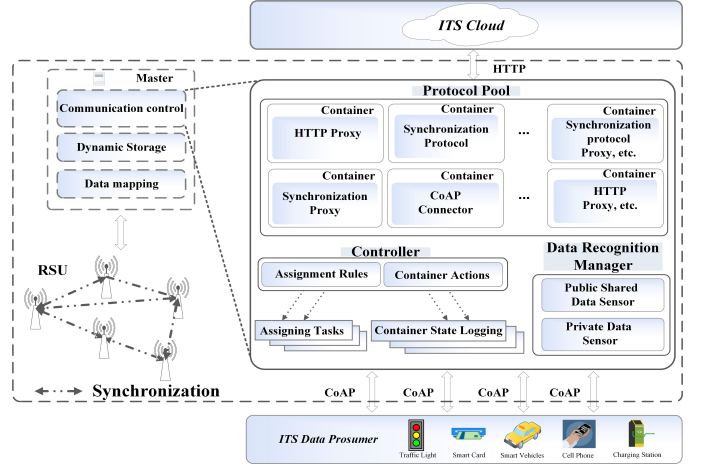 ITS Cloud
HTTP
Master
Communication control
Dynamic Storage
Data mapping
RSU
Synchronization
Protocol Pool
Container
HTTP Proxy
Container
Synchronization
Protocol
...
Container
Synchronization
protocol
Proxy, etc.
Container
Synchronization
Proxy
Container
CoAP
Connector
...
Container
HTTP
Proxy, etc.
Controller
Assignment Rules
Container Actions
Assigning Tasks
Container State Logging
Data Recognition
Manager
Public Shared
Data Sensor
Private Data
Sensor
CoAP
CoAP
CoAP
CoAP
ITS Data Prosumer
Traffic Light
Smart Card
Smart Vehicles
Cell Phone
Charging Station